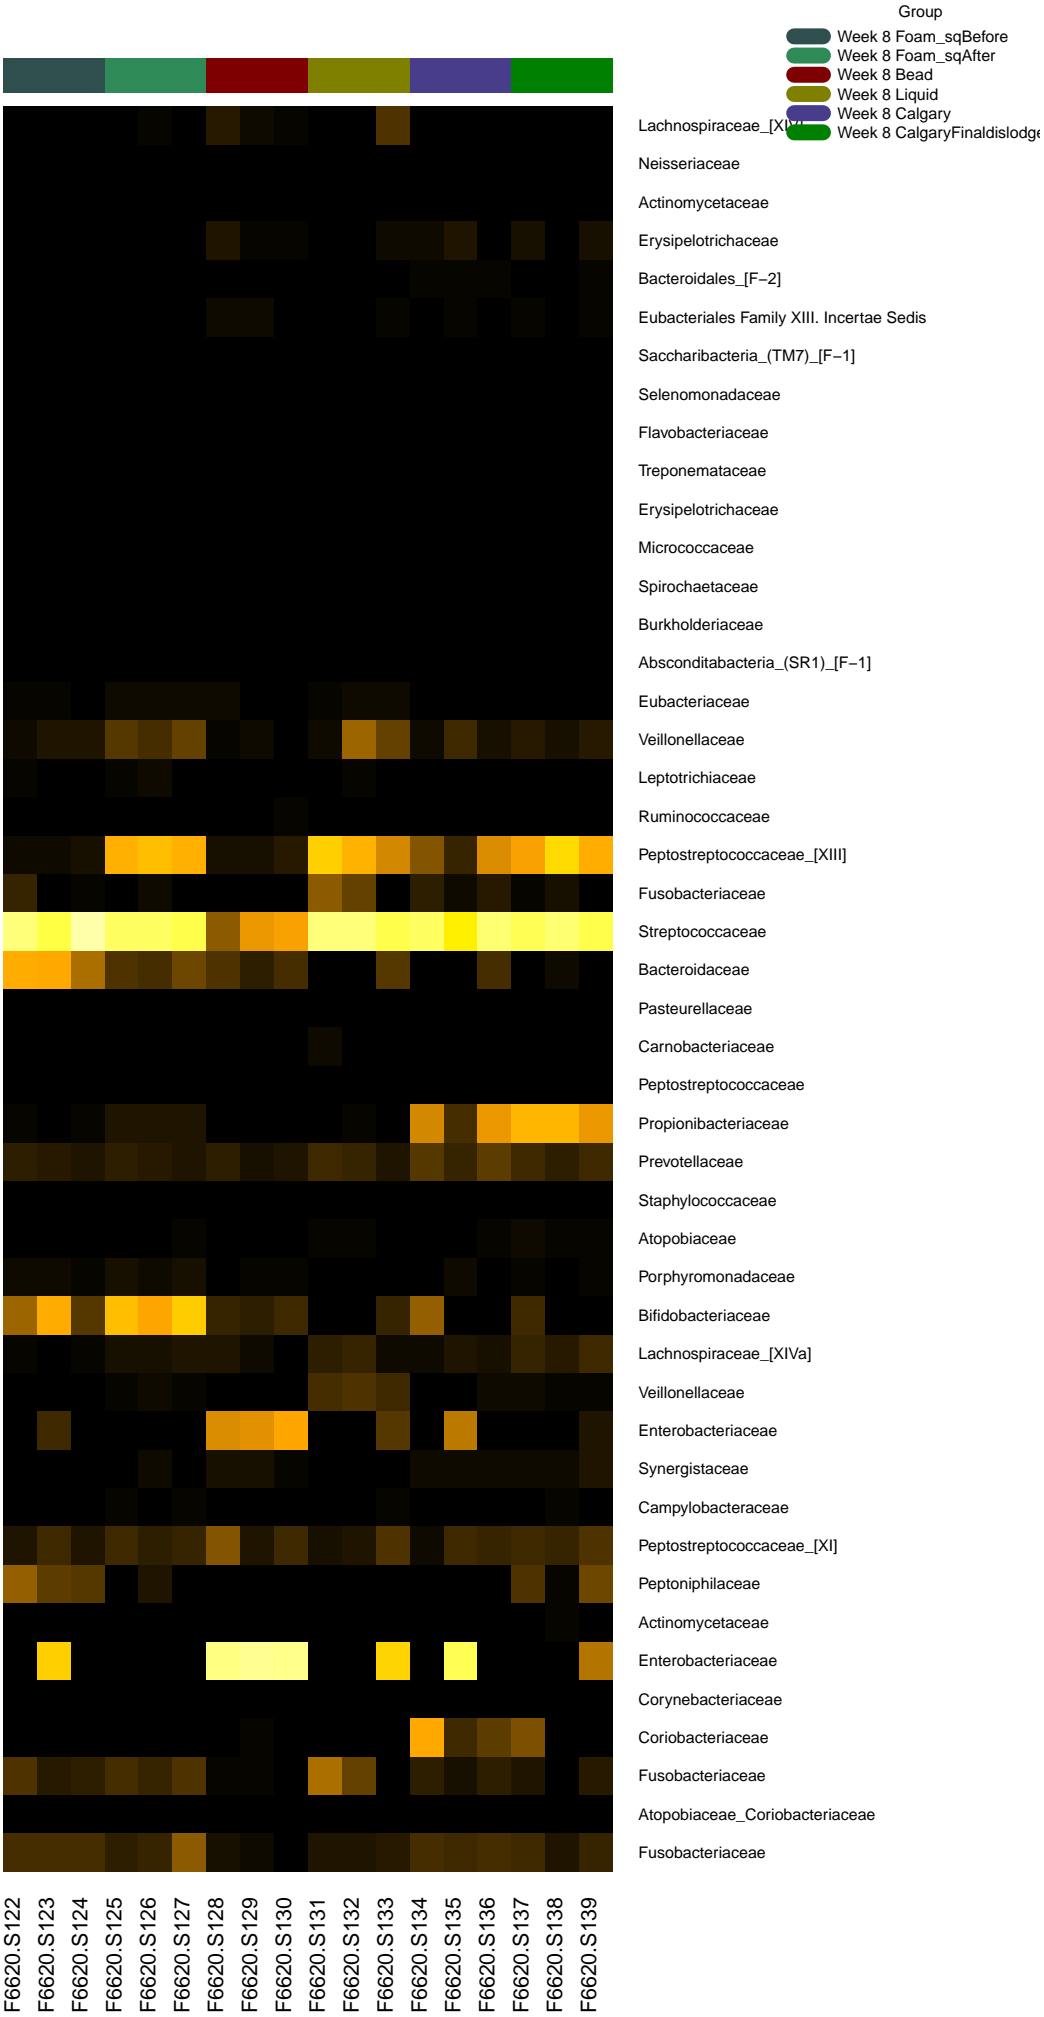 Group
Week 8 Foam_sqBefore
Week 8 Foam_sqAfter
Week 8 Bead
Week 8 Liquid
Week 8 Calgary
Week 8 CalgaryFinaldislodge
Neisseriaceae
Actinomycetaceae
Erysipelotrichaceae
Bacteroidales_[F−2]
Eubacteriales Family XIII. Incertae Sedis
Saccharibacteria_(TM7)_[F−1]
Selenomonadaceae
Flavobacteriaceae
Treponemataceae
Erysipelotrichaceae
Micrococcaceae
Spirochaetaceae
Burkholderiaceae
Absconditabacteria_(SR1)_[F−1]
Eubacteriaceae
Veillonellaceae
Leptotrichiaceae
Ruminococcaceae
Peptostreptococcaceae_[XIII]
Fusobacteriaceae
Streptococcaceae
Bacteroidaceae
Pasteurellaceae
Carnobacteriaceae
Peptostreptococcaceae
Propionibacteriaceae
Prevotellaceae
Staphylococcaceae
Atopobiaceae
Porphyromonadaceae
Bifidobacteriaceae
Lachnospiraceae_[XIVa]
Veillonellaceae
Enterobacteriaceae
Synergistaceae
Campylobacteraceae
Peptostreptococcaceae_[XI]
Peptoniphilaceae
Actinomycetaceae
Enterobacteriaceae
Corynebacteriaceae
Coriobacteriaceae
Fusobacteriaceae
Atopobiaceae_Coriobacteriaceae
Fusobacteriaceae
F6620.S122
F6620.S123
F6620.S124
F6620.S125
F6620.S126
F6620.S127
F6620.S128
F6620.S129
F6620.S130
F6620.S131
F6620.S132
F6620.S133
F6620.S134
F6620.S135
F6620.S136
F6620.S137
F6620.S138
F6620.S139